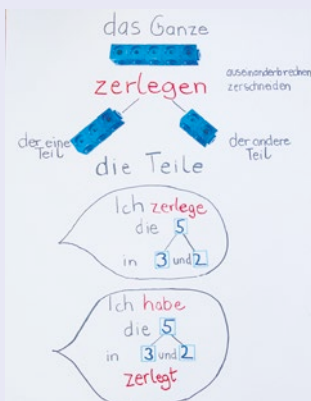 das Ganze
zerlegen
auseinanderbrechen
zerschneiden
der eine
Teil
der andere
Teil
die Teile
Ich zerlege
die 5
in 3 und 2
Ich habe
die 5
in 3 und 2
zerlegt